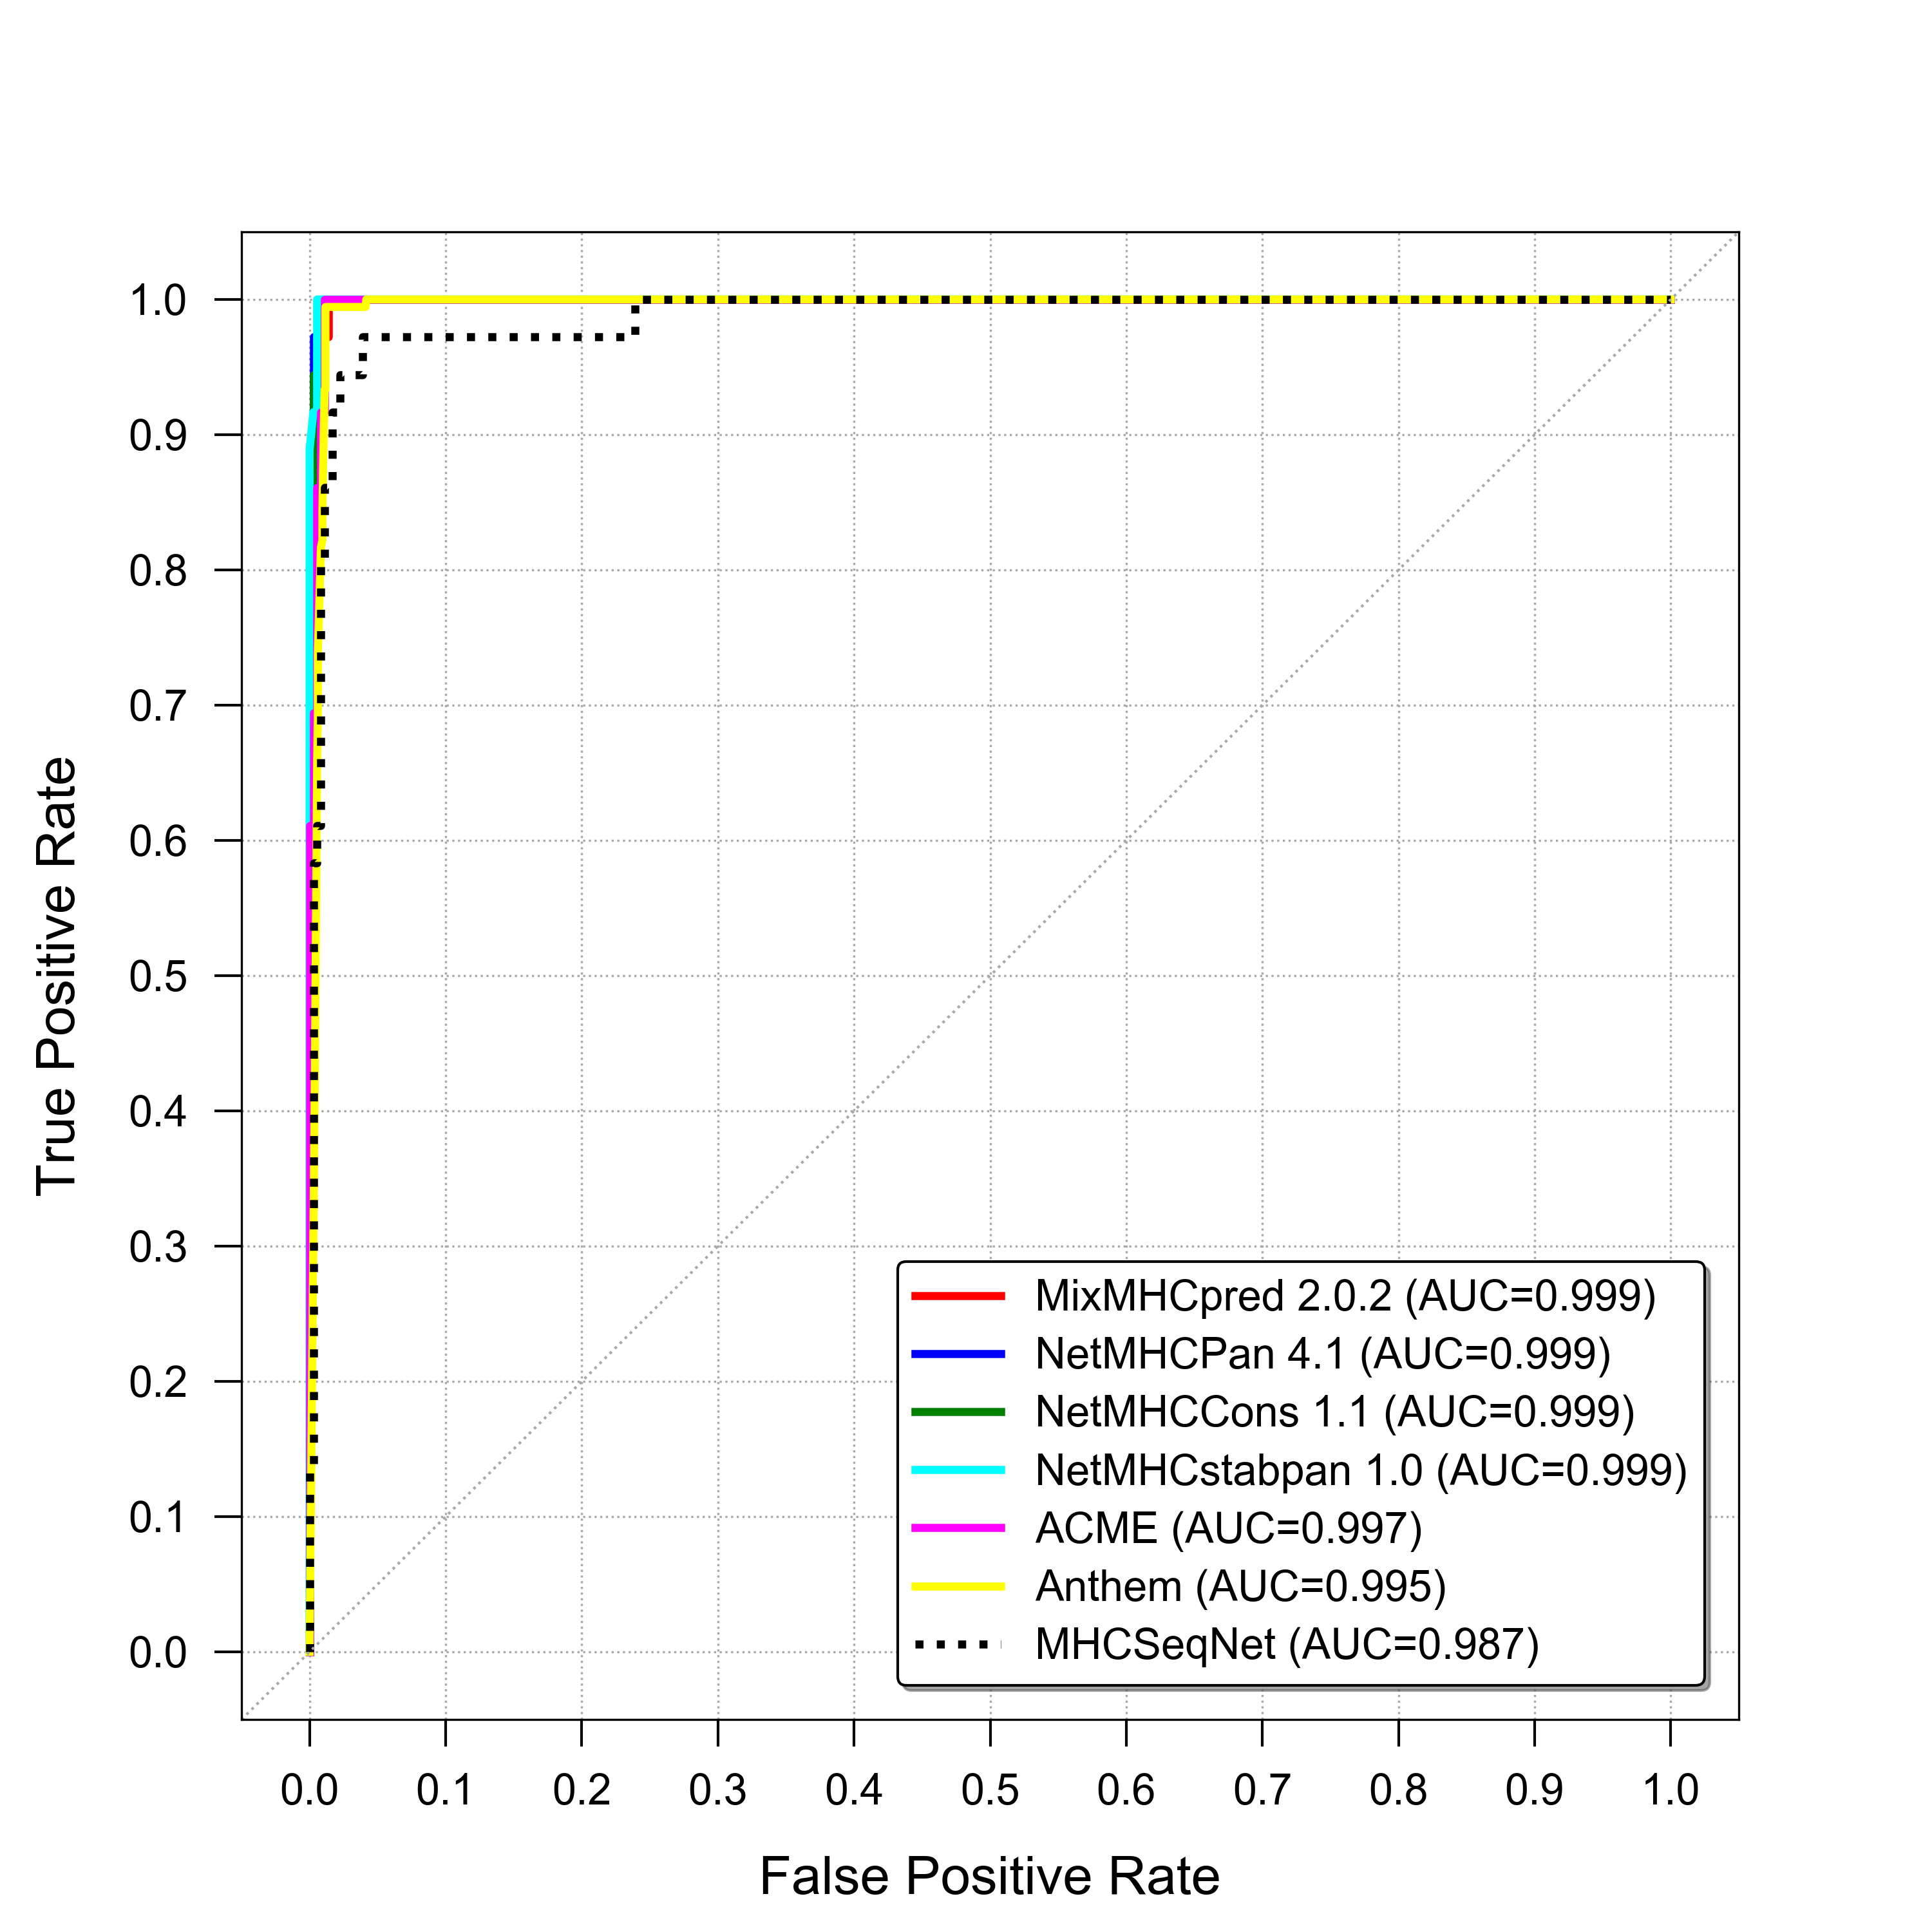 1.0
0.9
0.8
0.7
0.6
0.5
0.4
0.3
0.2
0.1
0.0
True Positive Rate
MixMHCpred 2.0.2 (AUC=0.999)
NetMHCPan 4.1 (AUC=0.999)
NetMHCCons 1.1 (AUC=0.999)
NetMHCstabpan 1.0 (AUC=0.999)
ACME (AUC=0.997)
Anthem (AUC=0.995)
MHCSeqNet (AUC=0.987)
0.0 0.1 0.2 0.3 0.4 0.5 0.6 0.7 0.8 0.9 1.0
False Positive Rate